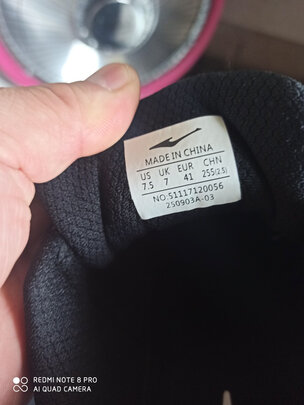 MADE IN CHINA
US UK EUR CHN
7.5 7 41 255(2.5)
NO.51117120056
250903A-03
REDMI NOTE 8 PRO
AI QUAD CAMERA